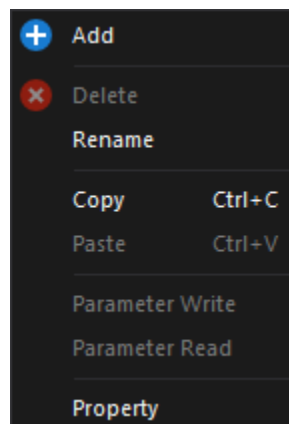 Add
Delete
Rename
Copy Ctrl+C
Paste Ctrl+V
Parameter Write
Parameter Read
Property